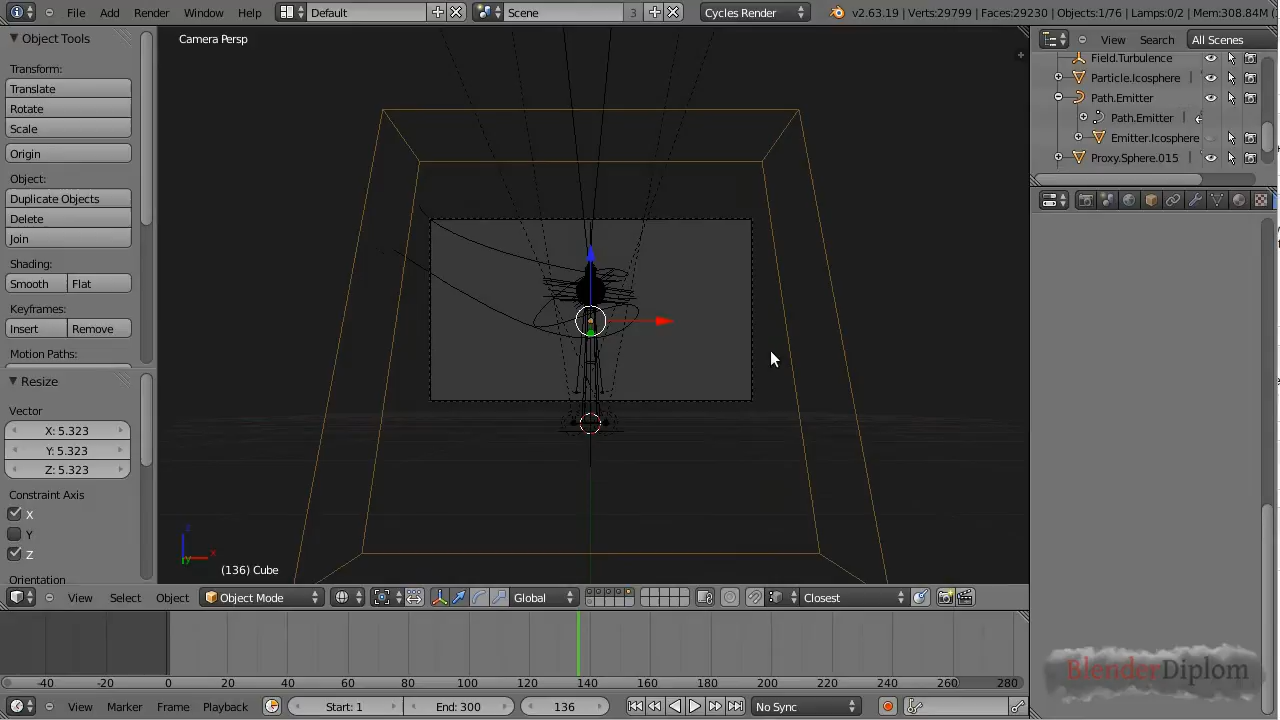 File Add Render Window Help Default Scene 3 Cycles Render v2.63.19 | Verts:29799 | Faces:29230 | Objects:1/76 | Lamps:0/2 | Mem:308.84M
Object Tools
Transform:
Translate
Rotate
Scale
Origin
Object:
Duplicate Objects
Delete
Join
Shading:
Smooth Flat
Keyframes:
Insert Remove
Motion Paths:
Resize
Vector
X: 5.323
Y: 5.323
Z: 5.323
Constraint Axis
X
Y
Z
Orientation
Camera Persp
z
x
y
(136) Cube
View Search All Scenes
Field.Turbulence
Particle.Icosphere
Path.Emitter
Path.Emitter
Emitter.Icosphere
Proxy.Sphere.015
View Select Object Object Mode Global Closest
-40 -20 0 20 40 60 80 100 120 140 160 180 200 220 240 260 280
View Marker Frame Playback Start: 1 End: 300 136 No Sync
BlenderDiplom